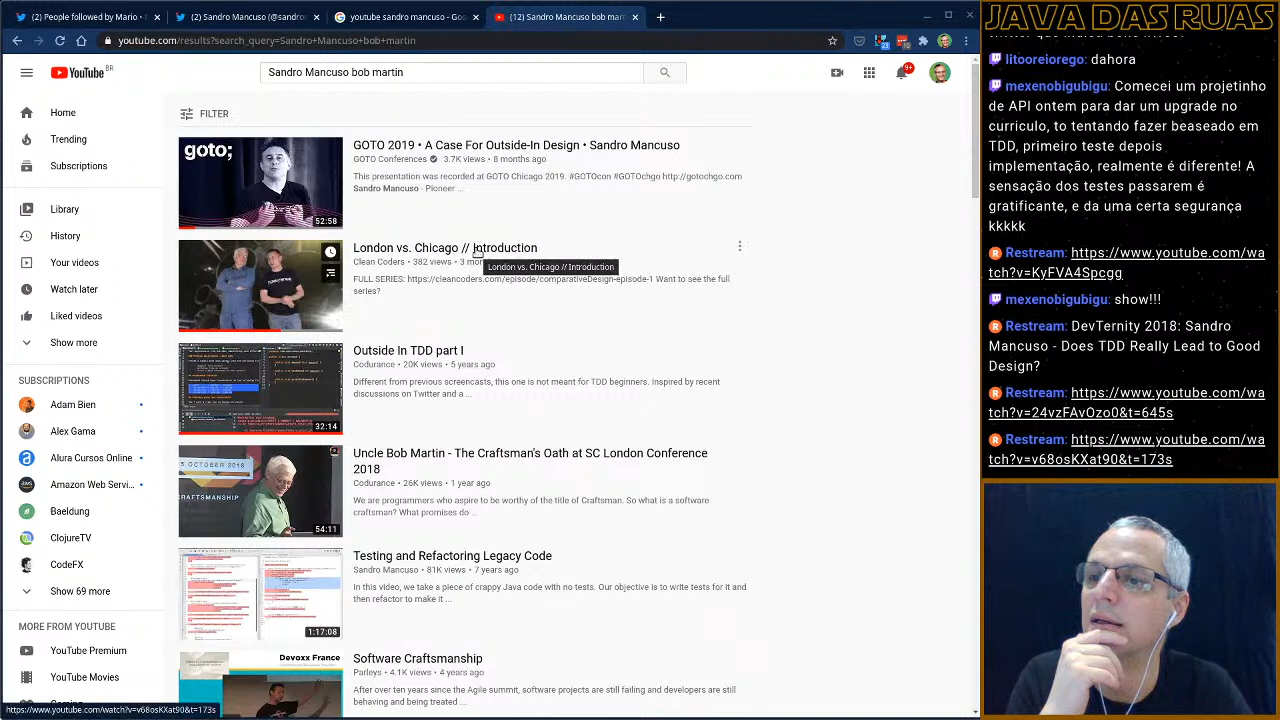 (2) People followed by Mario •
(2) Sandro Mancuso (@sandro
youtube sandro mancuso - Goo
(12) Sandro Mancuso bob mart
youtube.com/results?search_query=Sandro+Mancuso+bob+martin
YouTube BR
Sandro Mancuso bob martin
9+
Home
Trending
Subscriptions
Library
History
Your videos
Watch later
Liked videos
Show more
SUBSCRIPTIONS
Adam Bien
Alura Cursos Online
Amazon Web Servi...
Baeldung
ClojureTV
CodeFX
Show 69 more
MORE FROM YOUTUBE
YouTube Premium
YouTube Movies
https://www.youtube.com/watch?v=v68osKXat90&t=173s
FILTER
goto;
52:58
GOTO 2019 • A Case For Outside-In Design • Sandro Mancuso
GOTO Conferences 3.7K views • 8 months ago
This presentation was recorded at GOTO Chicago 2019. #GOTOcon #GOTOchgo http://gotochgo.com
Sandro Mancuso - Pioneer ...
London vs. Chicago // Introduction
Clean Coders • 382 views • 3
London vs. Chicago // Introduction
FULL SERIES: https://cleancoders.com/episode/comparativeDesign-episode-1 Want to see the full
series?
32:14
Outside In TDD part I
Codurance • 20K views • 5 years ago
Different from previous screencasts, this one is not meant for TDD beginners. Inspired by recent
discussions on Twitter and a ...
5 OCTOBER 2018
CRAFTSMANSHIP
54:11
Uncle Bob Martin - The Craftsman's Oath at SC London Conference
2018
Codurance • 26K views • 1 year ago
We are programmers who aspire to be worthy of the title of Craftsman. So what is a software
craftsman? What promises do ...
1:17:08
Testing and Refactoring Legacy Code
Sandro Mancuso • 81K views • 7 years ago
In this video, we take some crappy Java code and add tests. Our goal is to write tests and
then refactor to make it ...
Devoxx France
Software Craftsmanship
Parleys • 4.1K views • 4 years ago
After over ten years since the Agile summit, software projects are still failing and developers are still
behaving and being treated ...
JAVA DAS RUAS
litooreiorego: dahora
mexenobigubigu: Comecei um projetinho
de API ontem para dar um upgrade no
curriculo, to tentando fazer beaseado em
TDD, primeiro teste depois
implementação, realmente é diferente! A
sensação dos testes passarem é
gratificante, e da uma certa segurança
kkkkk
Restream: https://www.youtube.com/wa
tch?v=KyFVA4Spcgg
mexenobigubigu: show!!!
Restream: DevTernity 2018: Sandro
Mancuso - Does TDD Really Lead to Good
Design?
Restream: https://www.youtube.com/wa
tch?v=24vzFAvOzo0&t=645s
Restream: https://www.youtube.com/wa
tch?v=v68osKXat90&t=173s